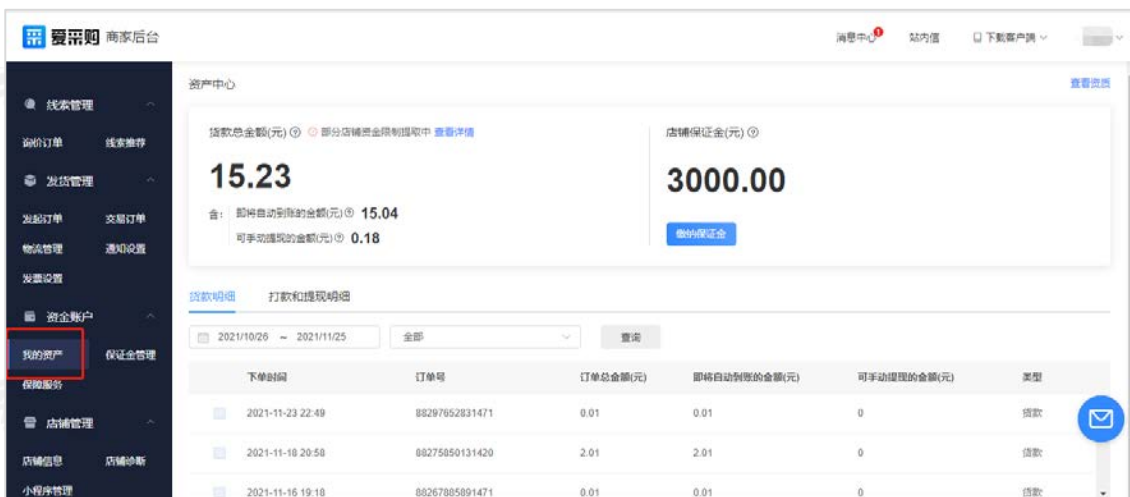 采 爱采购 商家后台
消息中心 1 站内信 下载客户端
资产中心 查看资质
线索管理
询价订单 线索推荐
发货管理
发起订单 交易订单
物流管理 通知设置
发票设置
资金账户
我的资产 保证金管理
保障服务
店铺管理
店铺信息 店铺诊断
小程序管理
货款总金额(元) 部分店铺资金限制提取中 查看详情
15.23
含: 即将自动到账的金额(元) 15.04
可手动提现的金额(元) 0.18
店铺保证金(元)
3000.00
缴纳保证金
货款明细 打款和提现明细
2021/10/26 ~ 2021/11/25 全部 查询
下单时间 订单号 订单总金额(元) 即将自动到账的金额(元) 可手动提现的金额(元) 类型
2021-11-23 22:49 88297652831471 0.01 0.01 0 货款
2021-11-18 20:58 88275850131420 2.01 2.01 0 货款
2021-11-16 19:18 88267885891471 0.01 0.01 0 货款